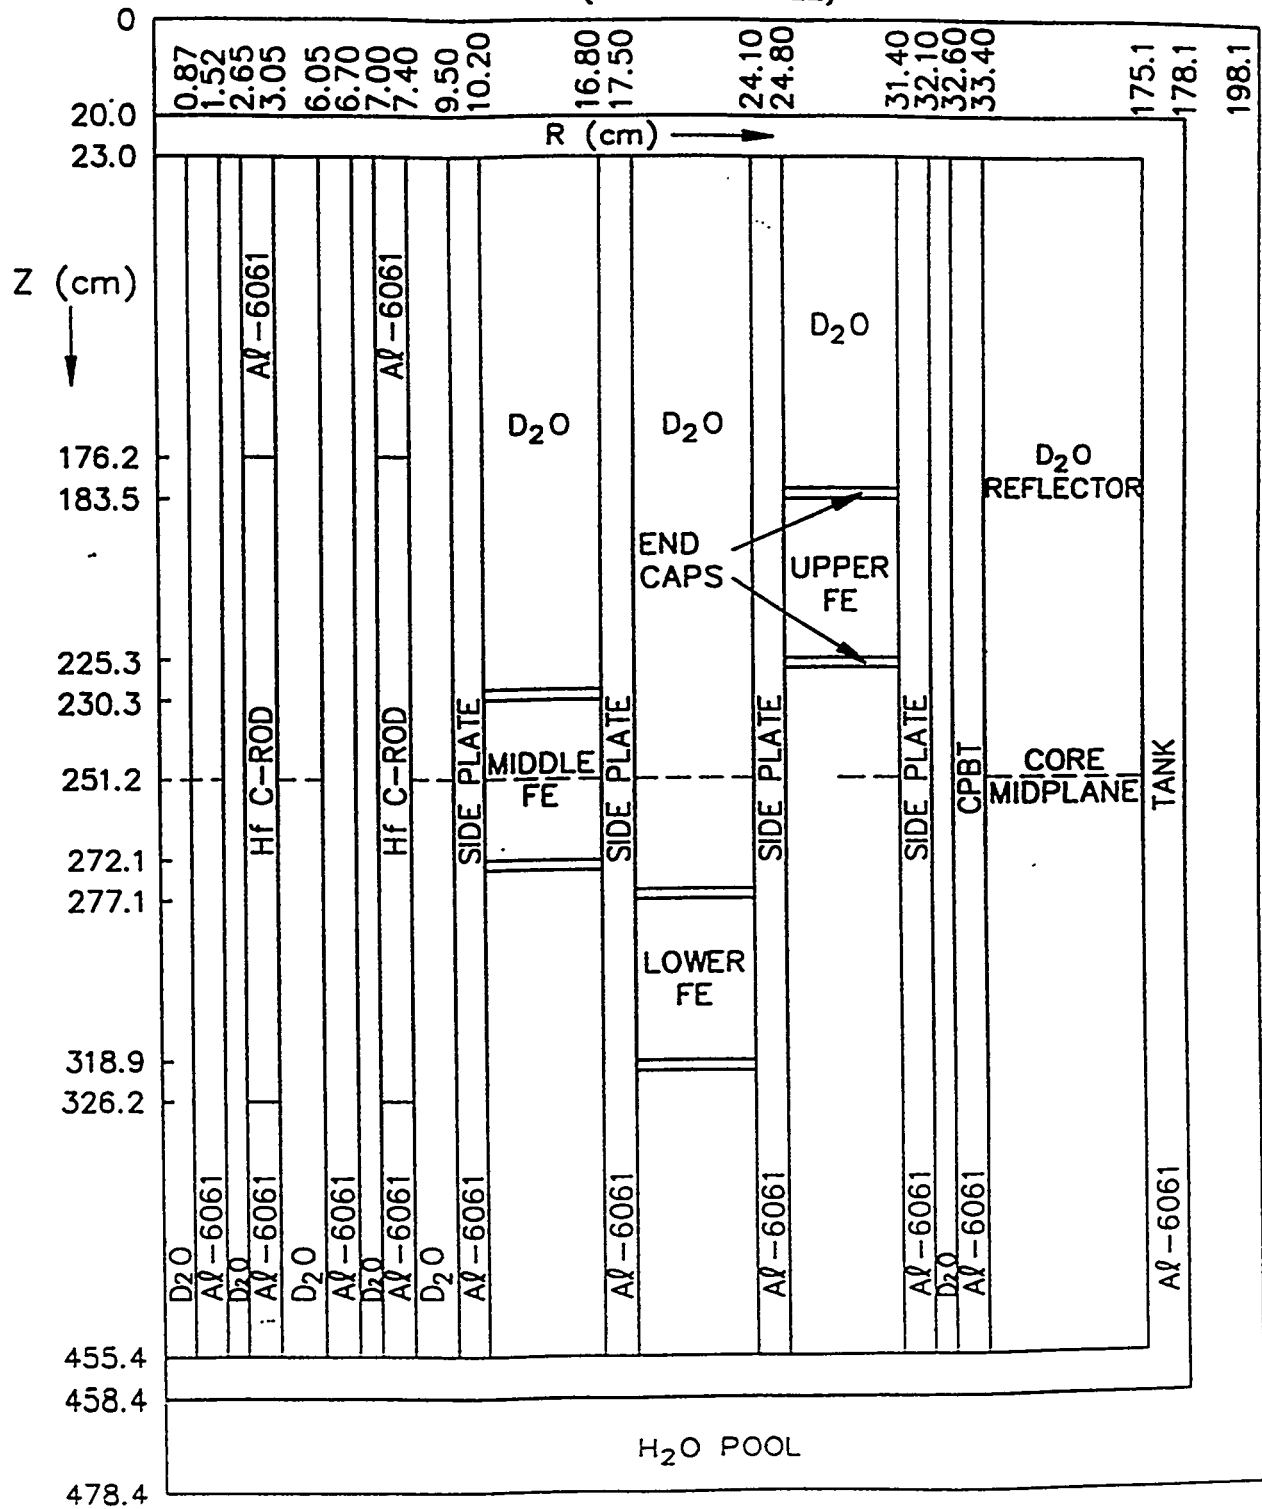 0
0.87
1.52
2.65
3.05
6.05
6.70
7.00
7.40
9.50
10.20
16.80
17.50
24.10
24.80
31.40
32.10
32.60
33.40
175.1
178.1
198.1
20.0
R (cm)
23.0
Z (cm)
Aℓ-6061
Aℓ-6061
D₂O
D₂O
D₂O
176.2
D₂O
REFLECTOR
183.5
END
CAPS
UPPER
FE
225.3
230.3
Hf C-ROD
Hf C-ROD
SIDE PLATE
MIDDLE
FE
SIDE PLATE
SIDE PLATE
SIDE PLATE
CPBT
CORE
MIDPLANE
TANK
251.2
272.1
277.1
LOWER
FE
318.9
326.2
D₂O
Aℓ-6061
D₂O
Aℓ-6061
D₂O
Aℓ-6061
D₂O
Aℓ-6061
D₂O
Aℓ-6061
Aℓ-6061
Aℓ-6061
Aℓ-6061
D₂O
Aℓ-6061
Aℓ-6061
455.4
458.4
H₂O POOL
478.4